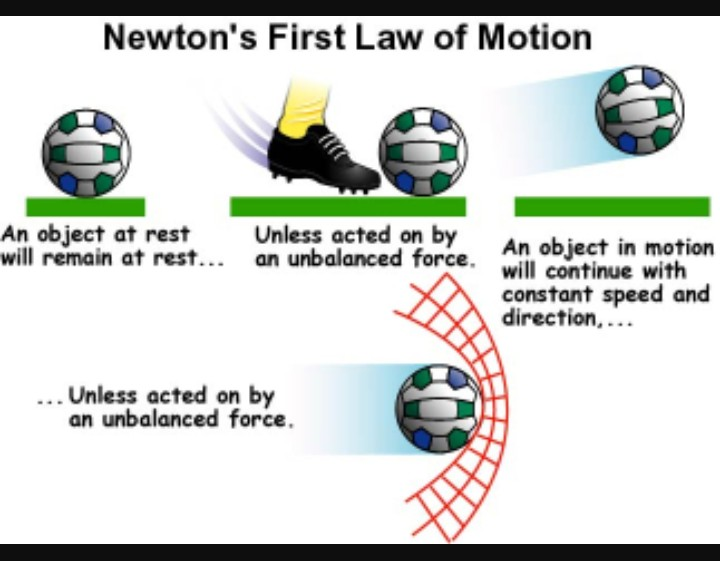 Newton's First Law of Motion
An object at rest
will remain at rest...
Unless acted on by
an unbalanced force.
An object in motion
will continue with
constant speed and
direction,...
...Unless acted on by
an unbalanced force.